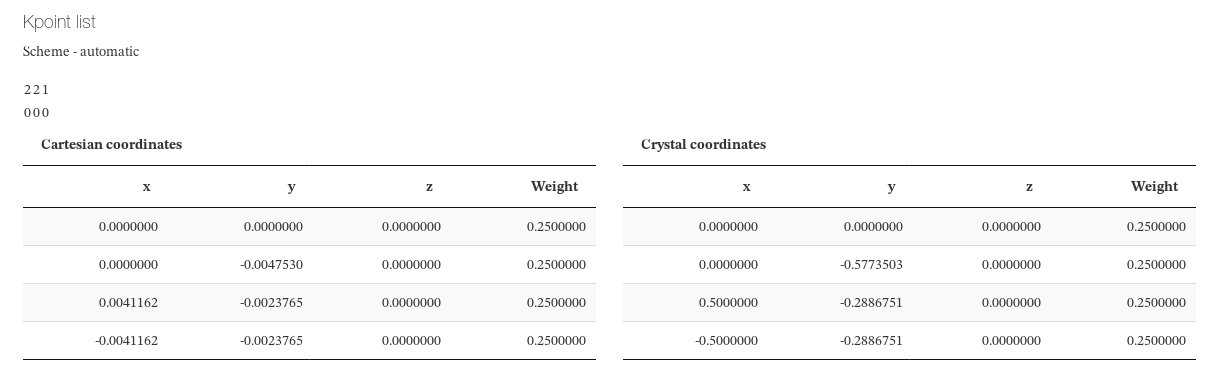 Kpoint list
Scheme - automatic
2 2 1
0 0 0
Cartesian coordinates Crystal coordinates
x y z Weight x y z Weight
0.0000000 0.0000000 0.0000000 0.2500000 0.0000000 0.0000000 0.0000000 0.2500000
0.0000000 -0.0047530 0.0000000 0.2500000 0.0000000 -0.5773503 0.0000000 0.2500000
0.0041162 -0.0023765 0.0000000 0.2500000 0.5000000 -0.2886751 0.0000000 0.2500000
-0.0041162 -0.0023765 0.0000000 0.2500000 -0.5000000 -0.2886751 0.0000000 0.2500000